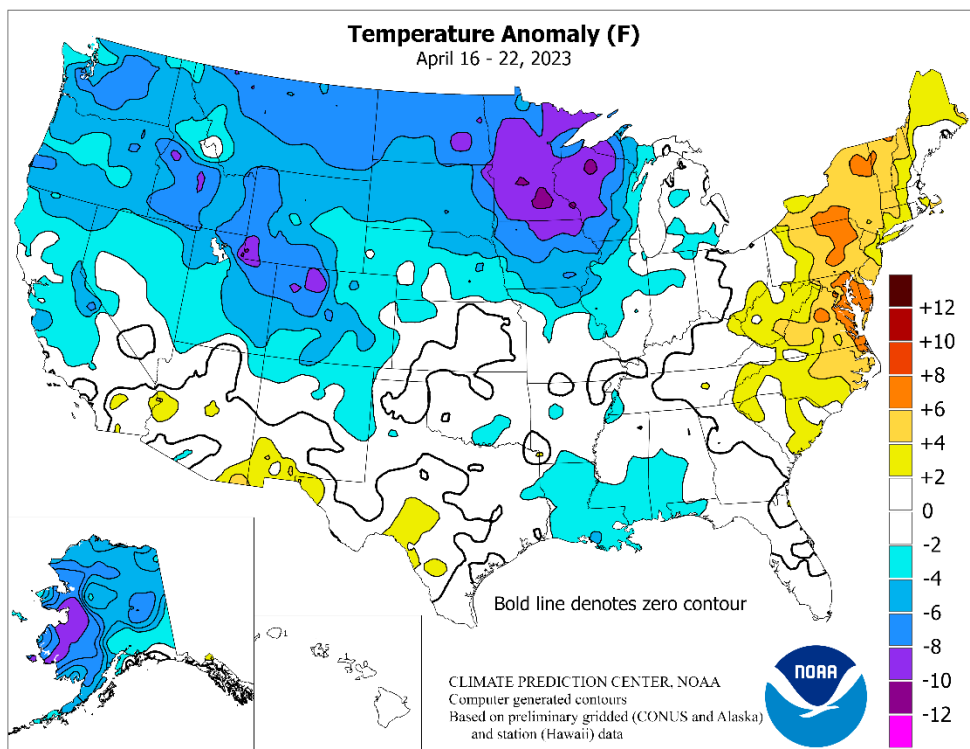 Temperature Anomaly (F)
April 16 - 22, 2023
+12
+10
+8
+6
+4
+2
0
-2
-4
-6
-8
-10
-12
Bold line denotes zero contour
1
CLIMATE PREDICTION CENTER, NOAA
Computer generated contours
Based on preliminary gridded (CONUS and Alaska)
and station (Hawaii) data
NOAA